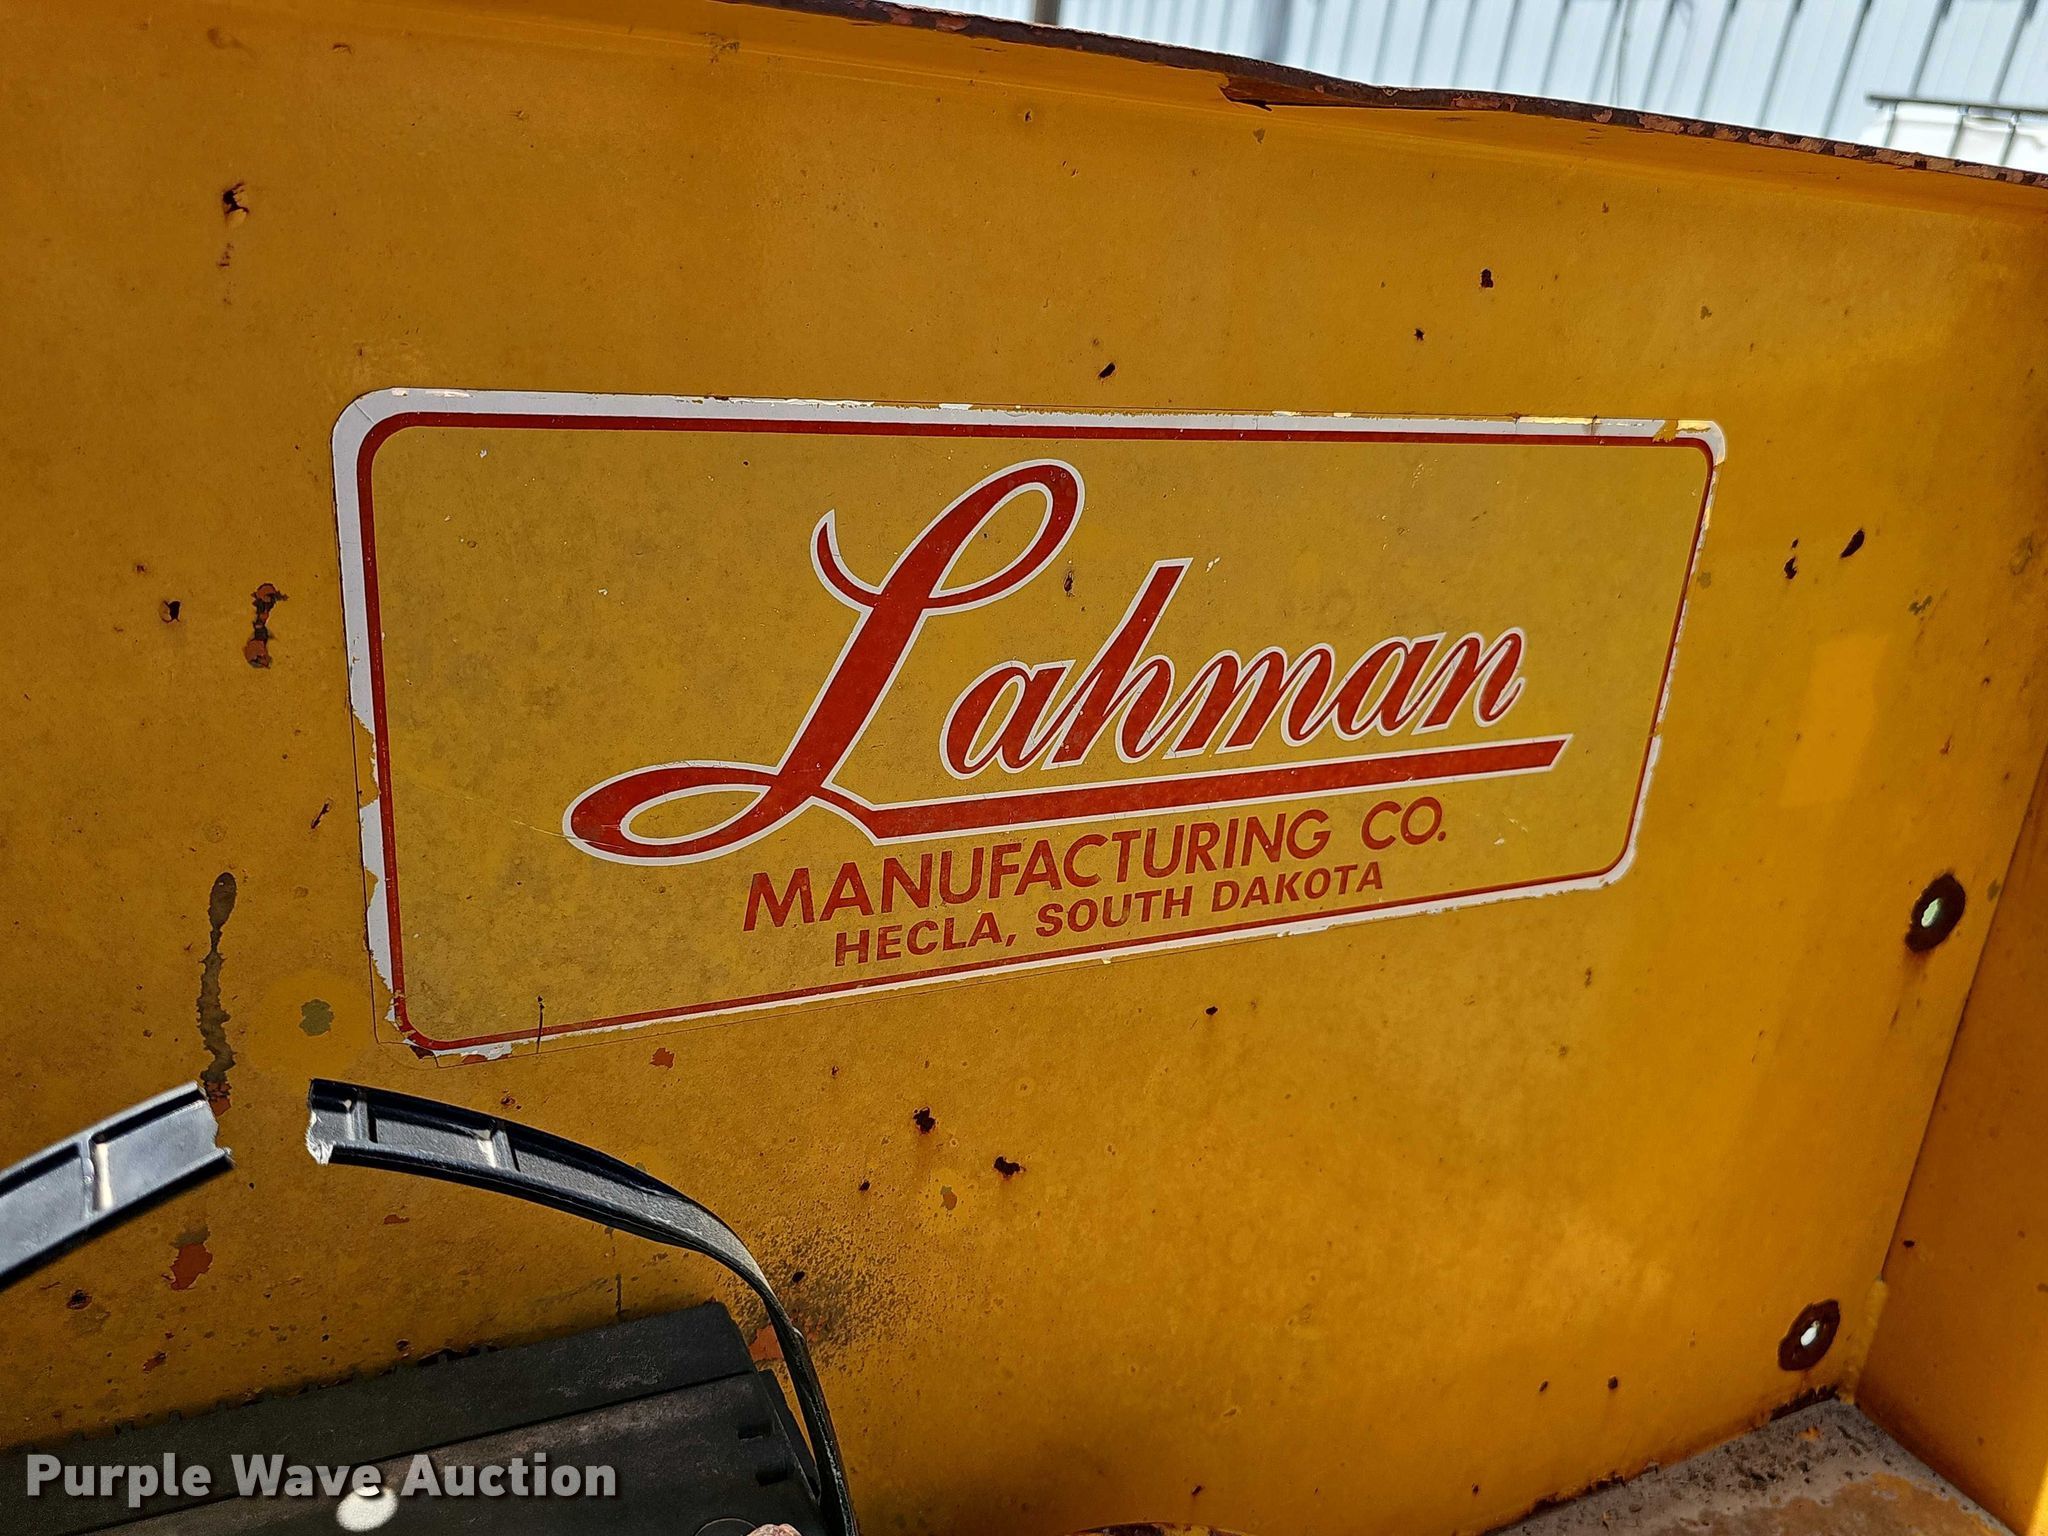 Lahman
MANUFACTURING CO.
HECLA, SOUTH DAKOTA
Purple Wave Auction